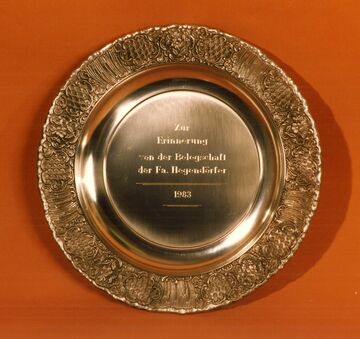 Zur
Erinnerung
von der Belegschaft
der Fa. Hegendörfer
1983